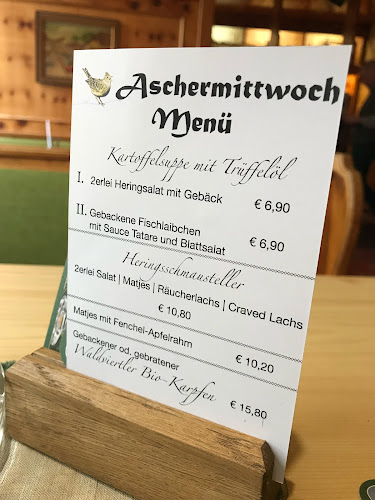 Aschermittwoch
Menü
Kartoffelsuppe mit Trüffelöl
I. 2erlei Heringsalat mit Gebäck € 6,90
II. Gebackene Fischlaibchen
mit Sauce Tatare und Blattsalat € 6,90
Heringsschmausteller
2erlei Salat | Matjes | Räucherlachs | Craved Lachs
€ 10,80
Matjes mit Fenchel-Apfelrahm € 10,20
Gebackener od. gebratener
Waldviertler Bio-Karpfen € 15,80